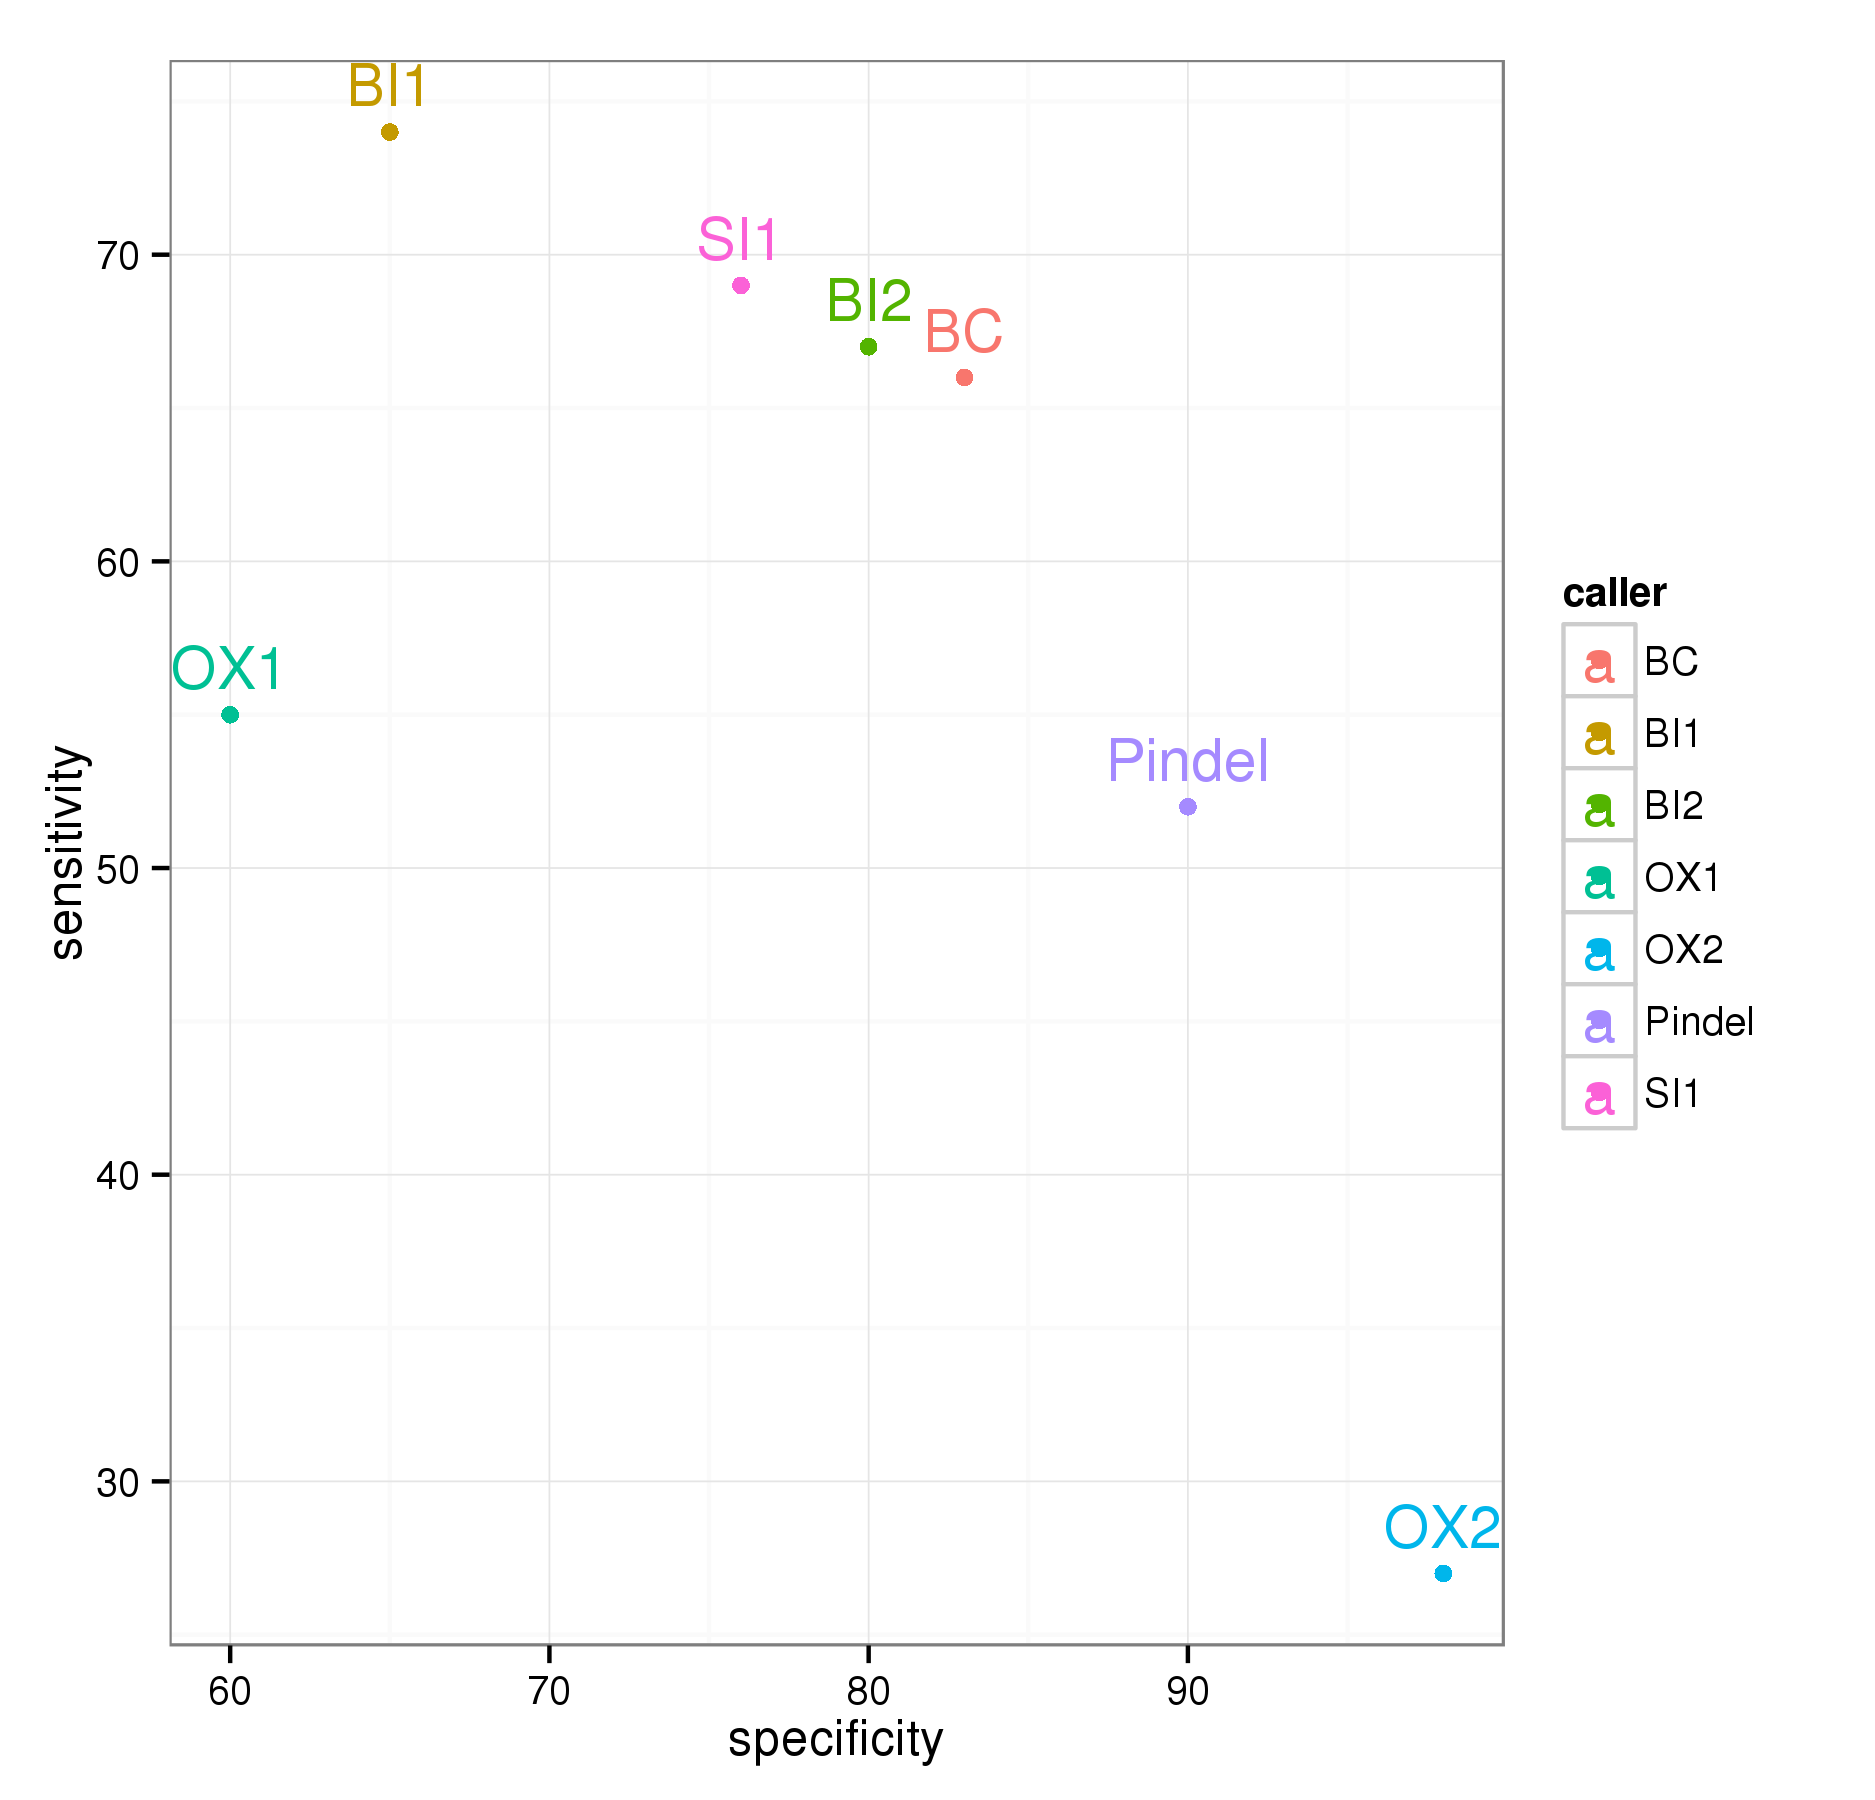 BI1
SI1
BI2
BC
OX1
Pindel
OX2
70
60
50
40
30
sensitivity
60 70 80 90
specificity
caller
a BC
a BI1
a BI2
a OX1
a OX2
a Pindel
a SI1